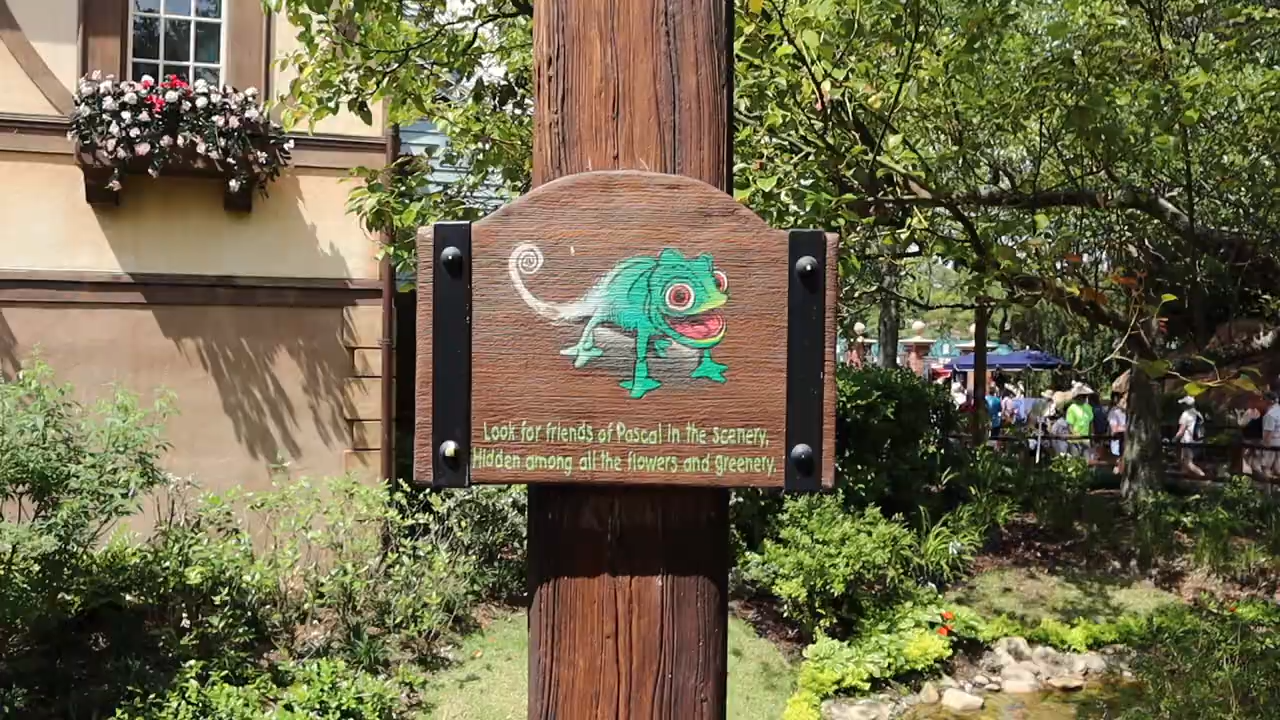 Look for friends of Pascal in the scenery,
Hidden among all the flowers and greenery.